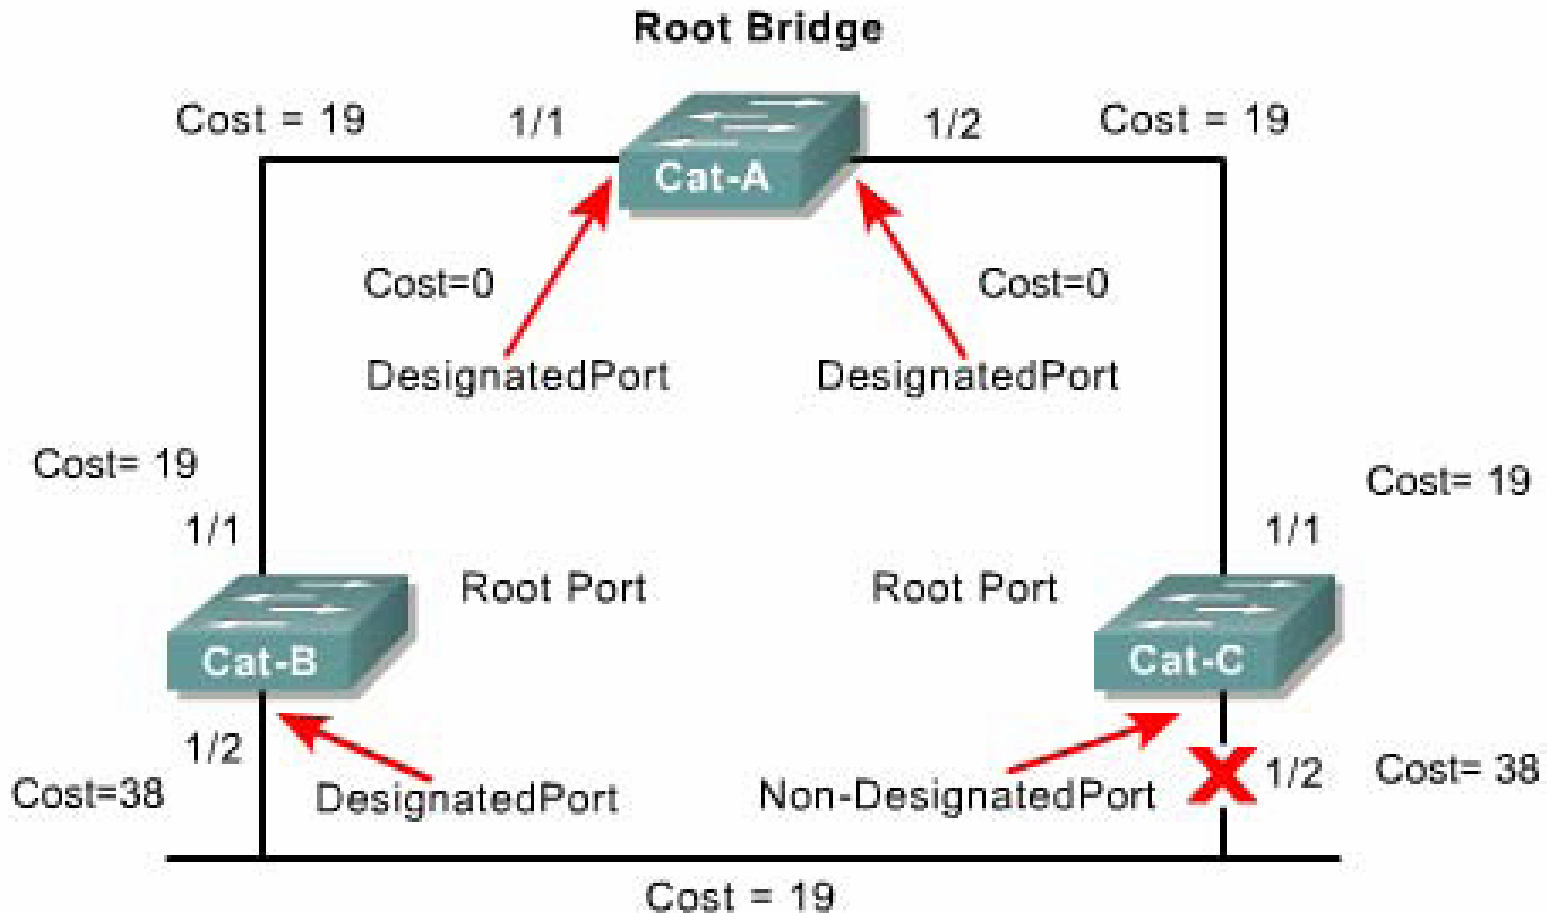 Root Bridge
Cost = 19
1/1
1/2
Cost = 19
Cat-A
Cost=0
Cost=0
DesignatedPort
DesignatedPort
Cost= 19
Cost= 19
1/1
1/1
Root Port
Root Port
Cat-B
Cat-C
1/2
1/2
Cost=38
DesignatedPort
Non-DesignatedPort
Cost= 38
Cost = 19